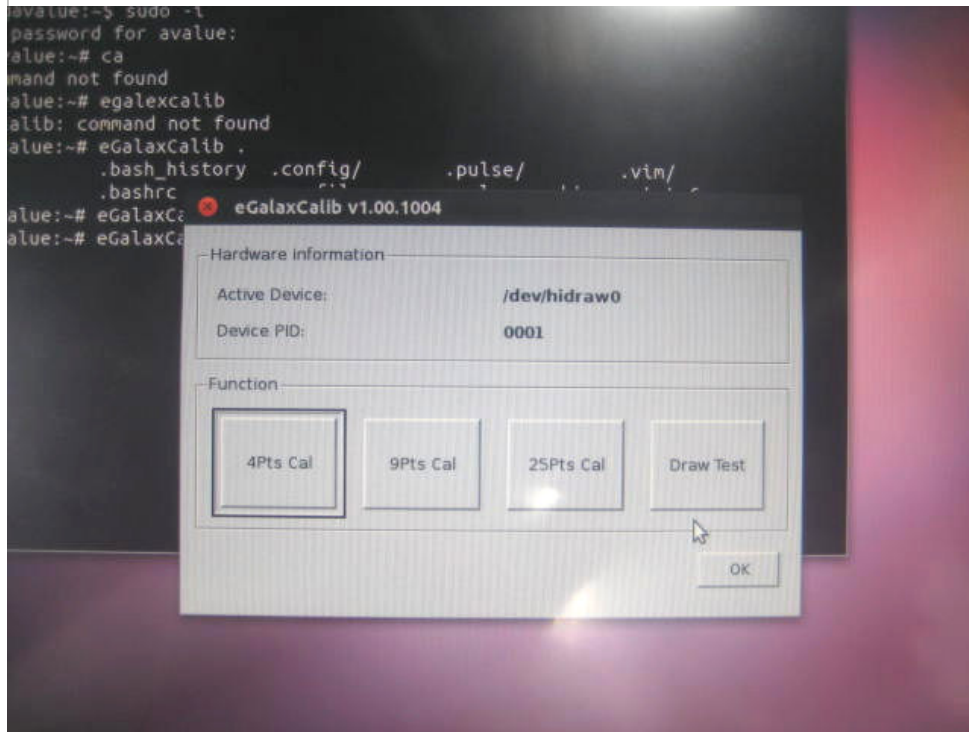 avalue:~$ sudo -i
password for avalue:
alue:~# ca
mand not found
alue:~# egalexcalib
alib: command not found
alue:~# eGalaxCalib .
.bash_history .config/ .pulse/ .vim/
.bashrc
alue:~# eGalaxCa
alue:~# eGalaxCa
eGalaxCalib v1.00.1004
Hardware information
Active Device: /dev/hidraw0
Device PID: 0001
Function
4Pts Cal 9Pts Cal 25Pts Cal Draw Test
OK